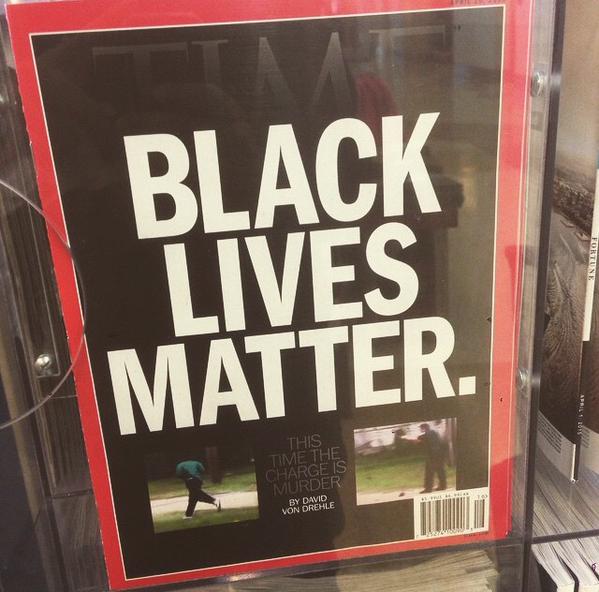 TIME
BLACK
LIVES
MATTER.
THIS
TIME THE
CHARGE IS
MURDER
BY DAVID
VON DREHLE
FORTUNE